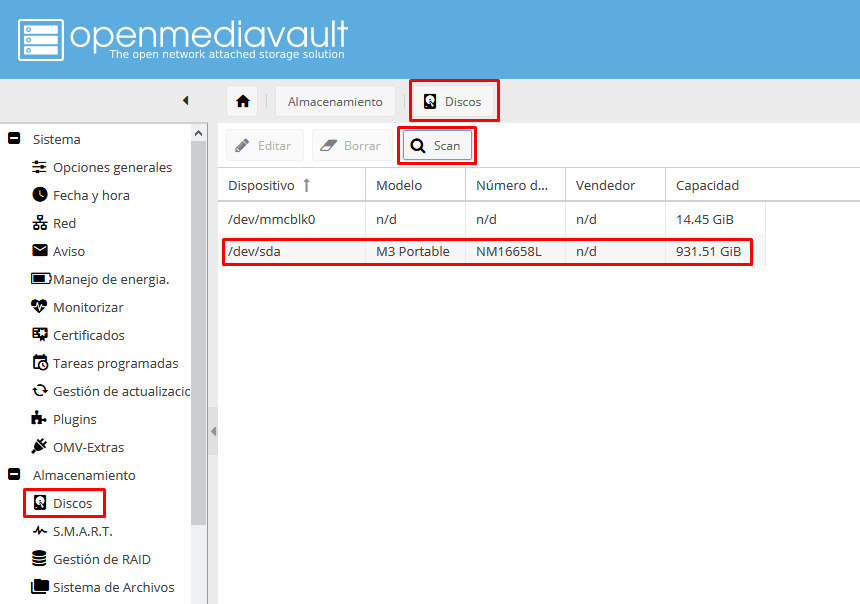 openmediavault
The open network attached storage solution
Almacenamiento Discos
Editar Borrar Scan
Dispositivo Modelo Número d... Vendedor Capacidad
/dev/mmcblk0 n/d n/d n/d 14.45 GiB
/dev/sda M3 Portable NM16658L n/d 931.51 GiB
Sistema
Opciones generales
Fecha y hora
Red
Aviso
Manejo de energia.
Monitorizar
Certificados
Tareas programadas
Gestión de actualizacio
Plugins
OMV-Extras
Almacenamiento
Discos
S.M.A.R.T.
Gestión de RAID
Sistema de Archivos